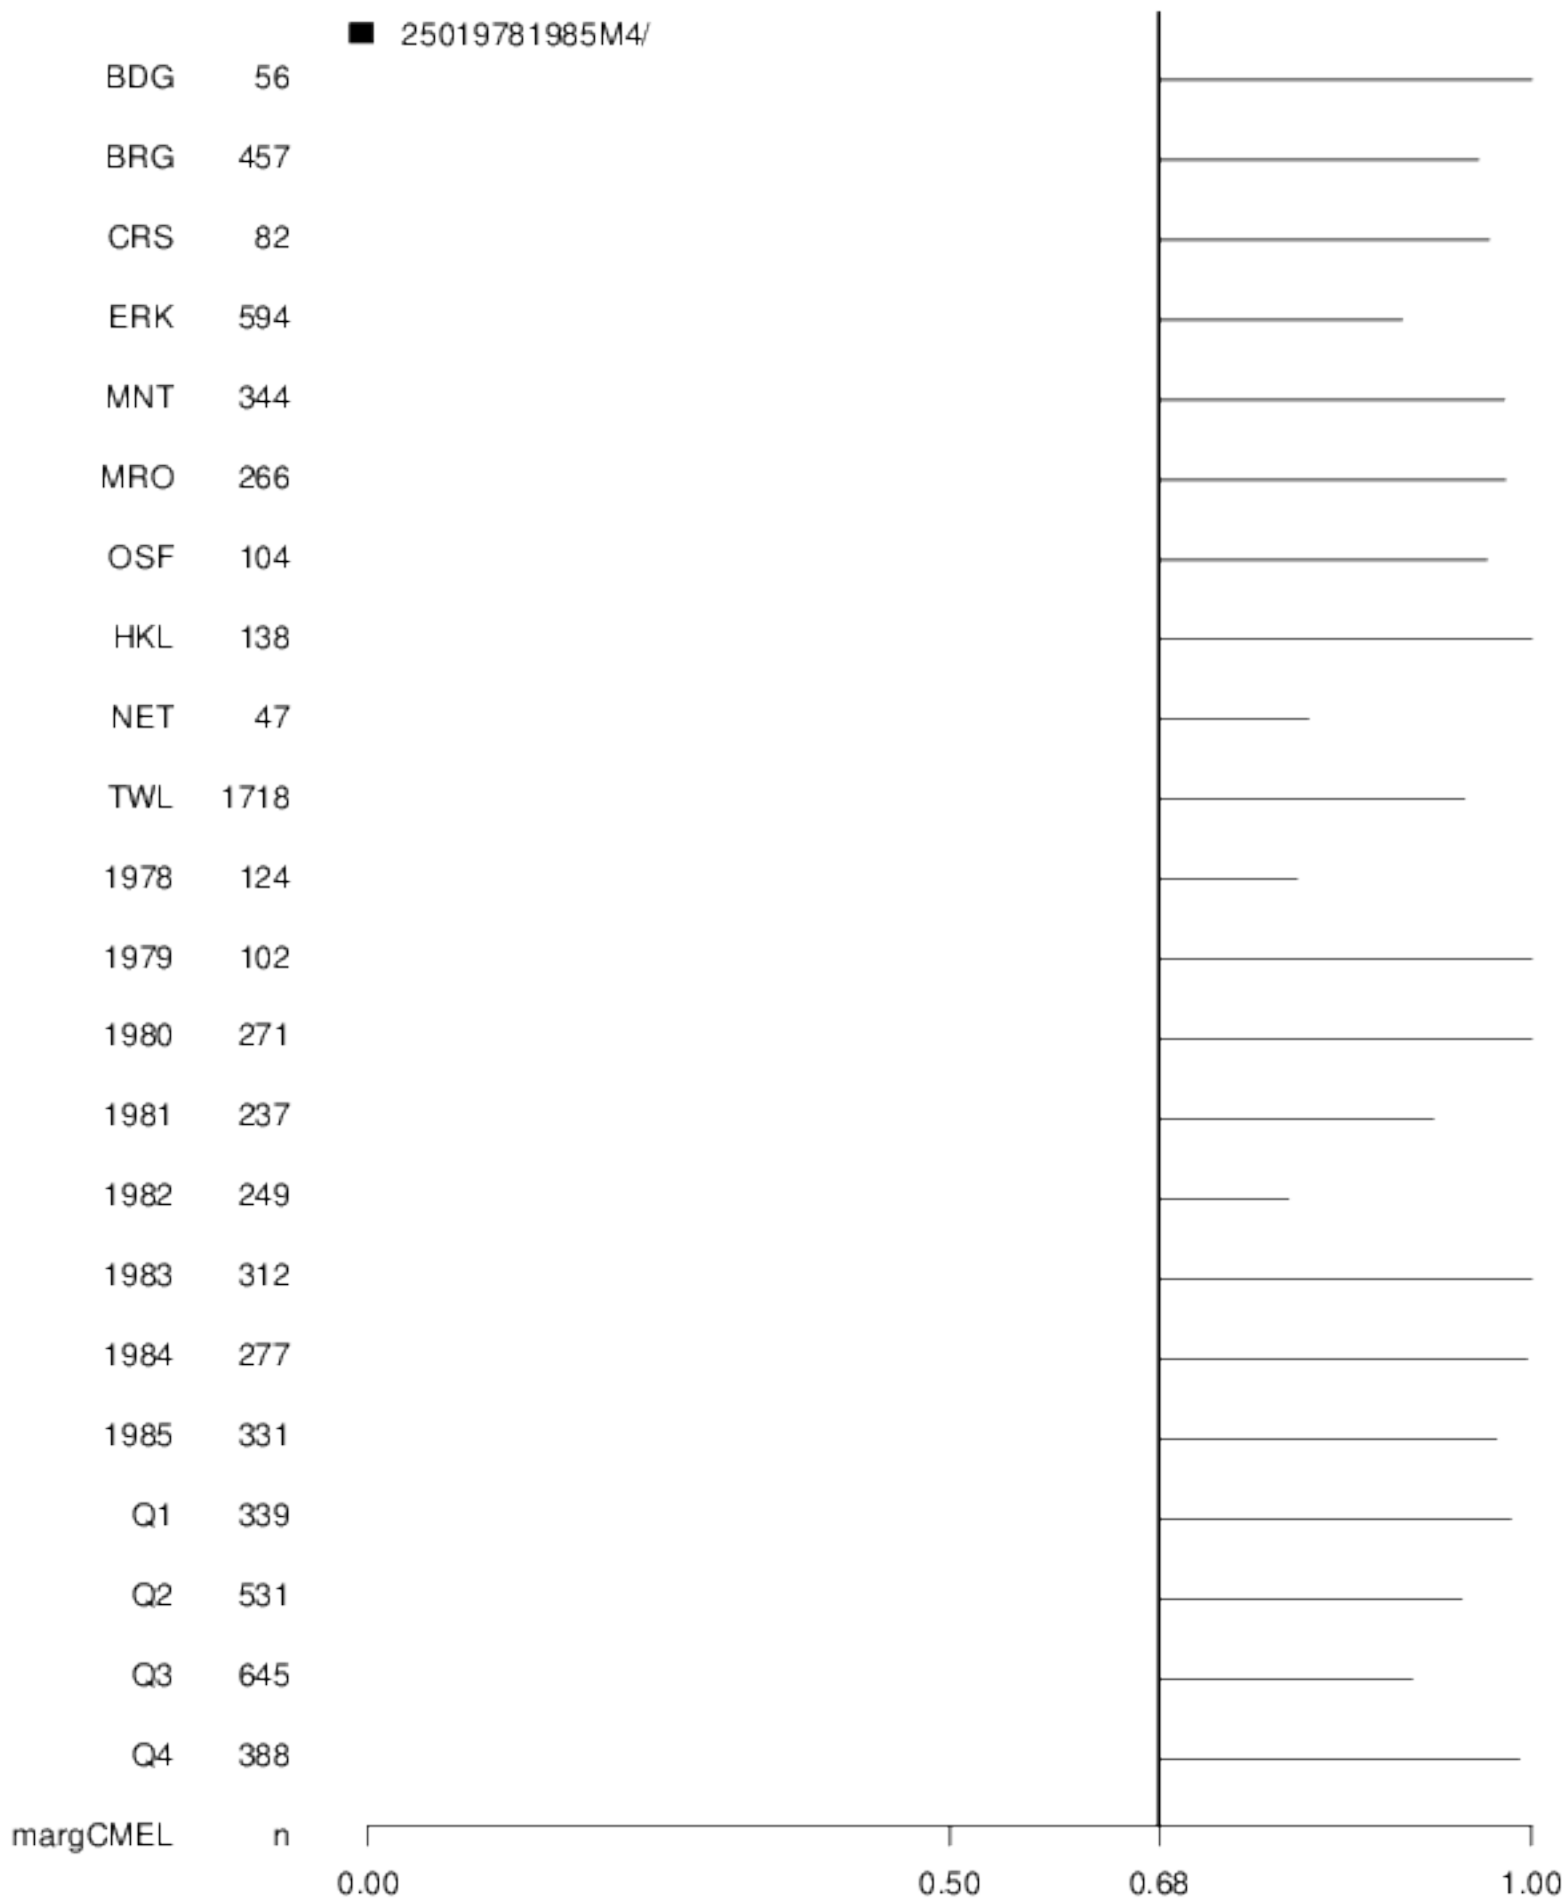 25019781985M4/
BDG 56
BRG 457
CRS 82
ERK 594
MNT 344
MRO 266
OSF 104
HKL 138
NET 47
TWL 1718
1978 124
1979 102
1980 271
1981 237
1982 249
1983 312
1984 277
1985 331
Q1 339
Q2 531
Q3 645
Q4 388
margCMEL n
0.00 0.50 0.68 1.00